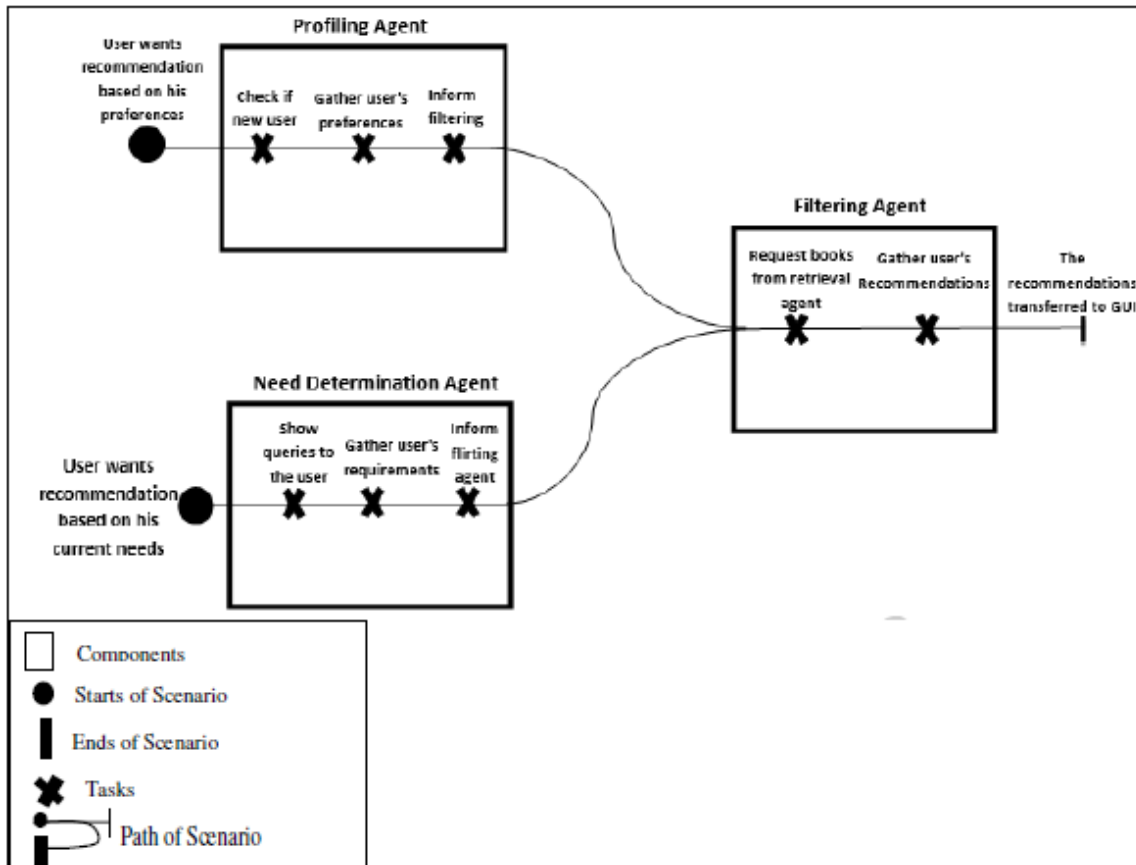 Profiling Agent
User wants
recommendation
based on his
preferences
Check if
new user
Gather user's
preferences
Inform
filtering
Filtering Agent
Request books
from retrieval
agent
Gather user's
Recommendations
The
recommendations
transferred to GUI
Need Determination Agent
User wants
recommendation
based on his
current needs
Show
queries to
the user
Gather user's
requirements
Inform
flirting
agent
Components
Starts of Scenario
Ends of Scenario
Tasks
Path of Scenario